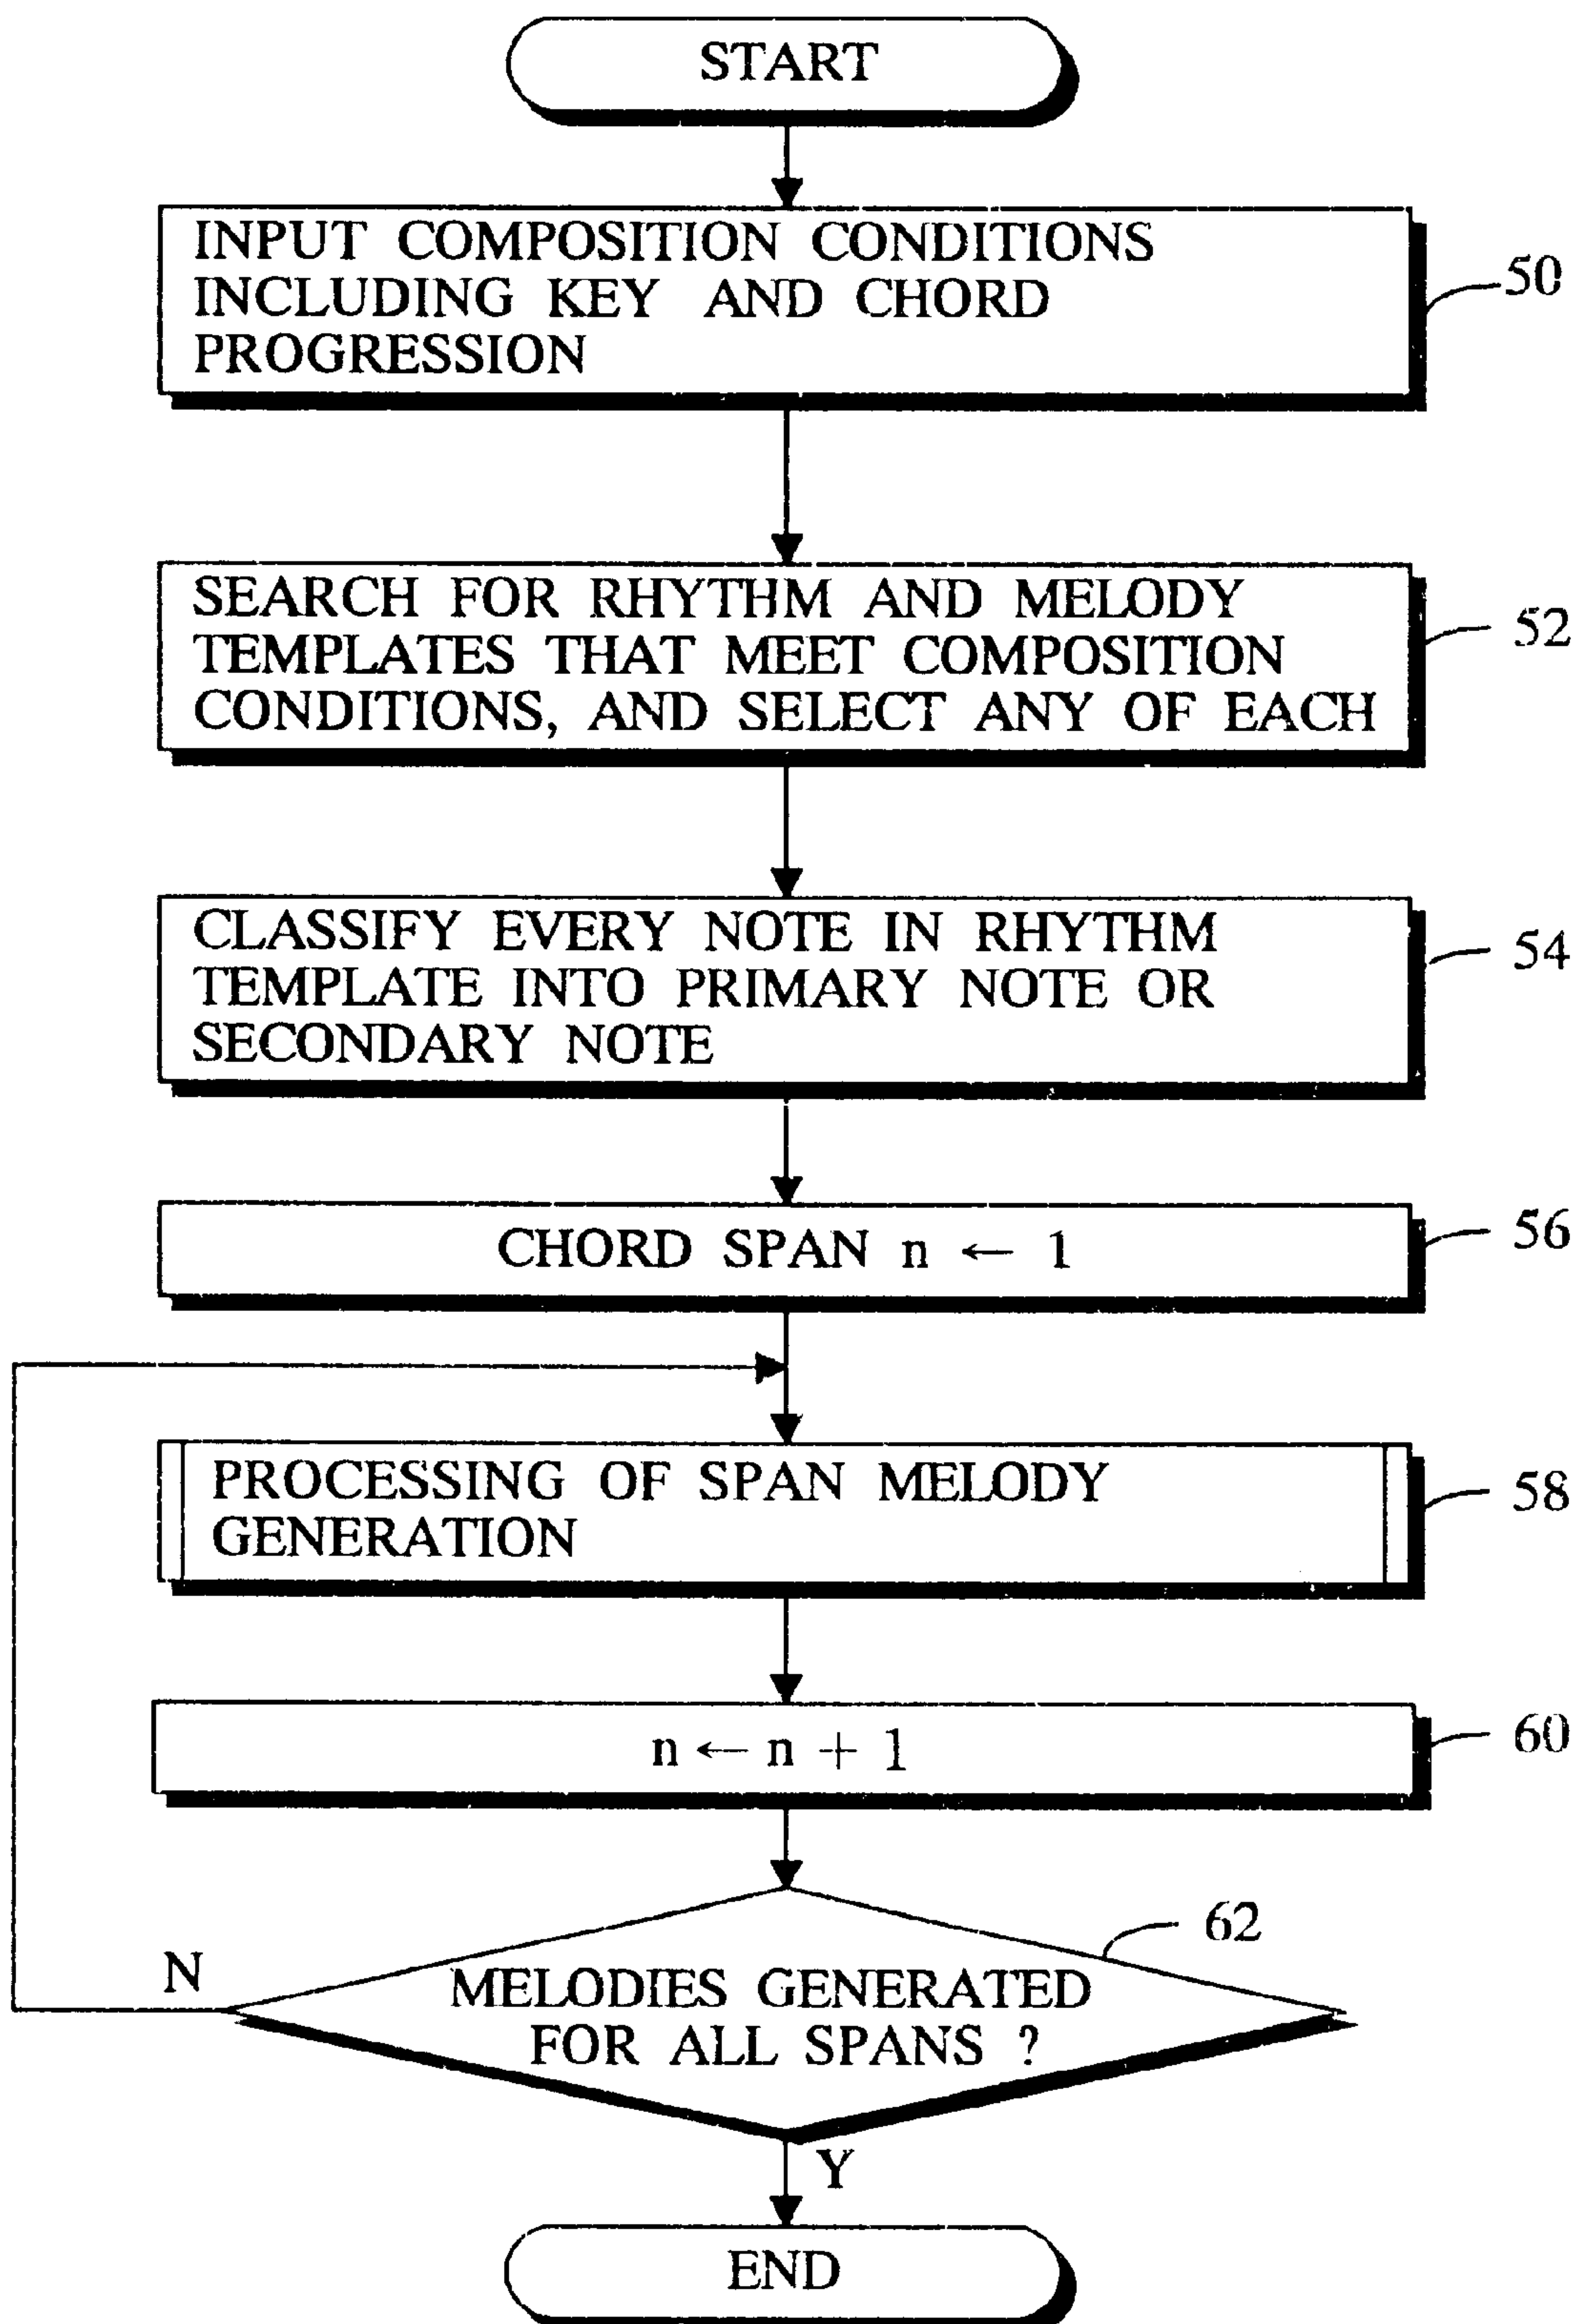 START
INPUT COMPOSITION CONDITIONS
INCLUDING KEY AND CHORD
PROGRESSION
50
SEARCH FOR RHYTHM AND MELODY
TEMPLATES THAT MEET COMPOSITION
CONDITIONS, AND SELECT ANY OF EACH
52
CLASSIFY EVERY NOTE IN RHYTHM
TEMPLATE INTO PRIMARY NOTE OR
SECONDARY NOTE
54
CHORD SPAN n ← 1
56
PROCESSING OF SPAN MELODY
GENERATION
58
n ← n + 1
60
62
N
MELODIES GENERATED
FOR ALL SPANS ?
Y
END